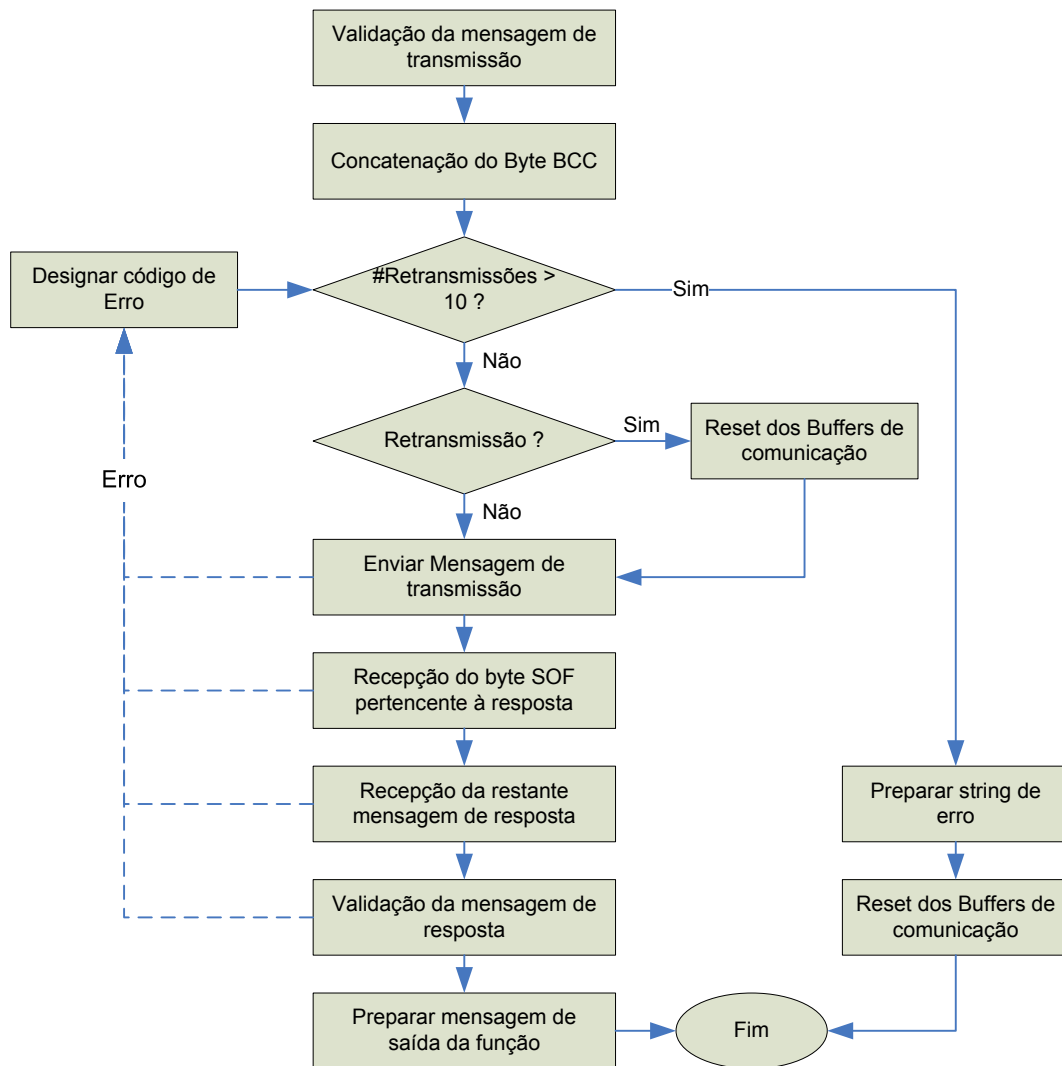 Validação da mensagem de
transmissão
Concatenação do Byte BCC
Designar código de
Erro
#Retransmissões >
10 ?
Sim
Não
Retransmissão ?
Sim
Reset dos Buffers de
comunicação
Erro
Não
Enviar Mensagem de
transmissão
Recepção do byte SOF
pertencente à resposta
Recepção da restante
mensagem de resposta
Preparar string de
erro
Validação da mensagem de
resposta
Reset dos Buffers de
comunicação
Preparar mensagem de
saída da função
Fim